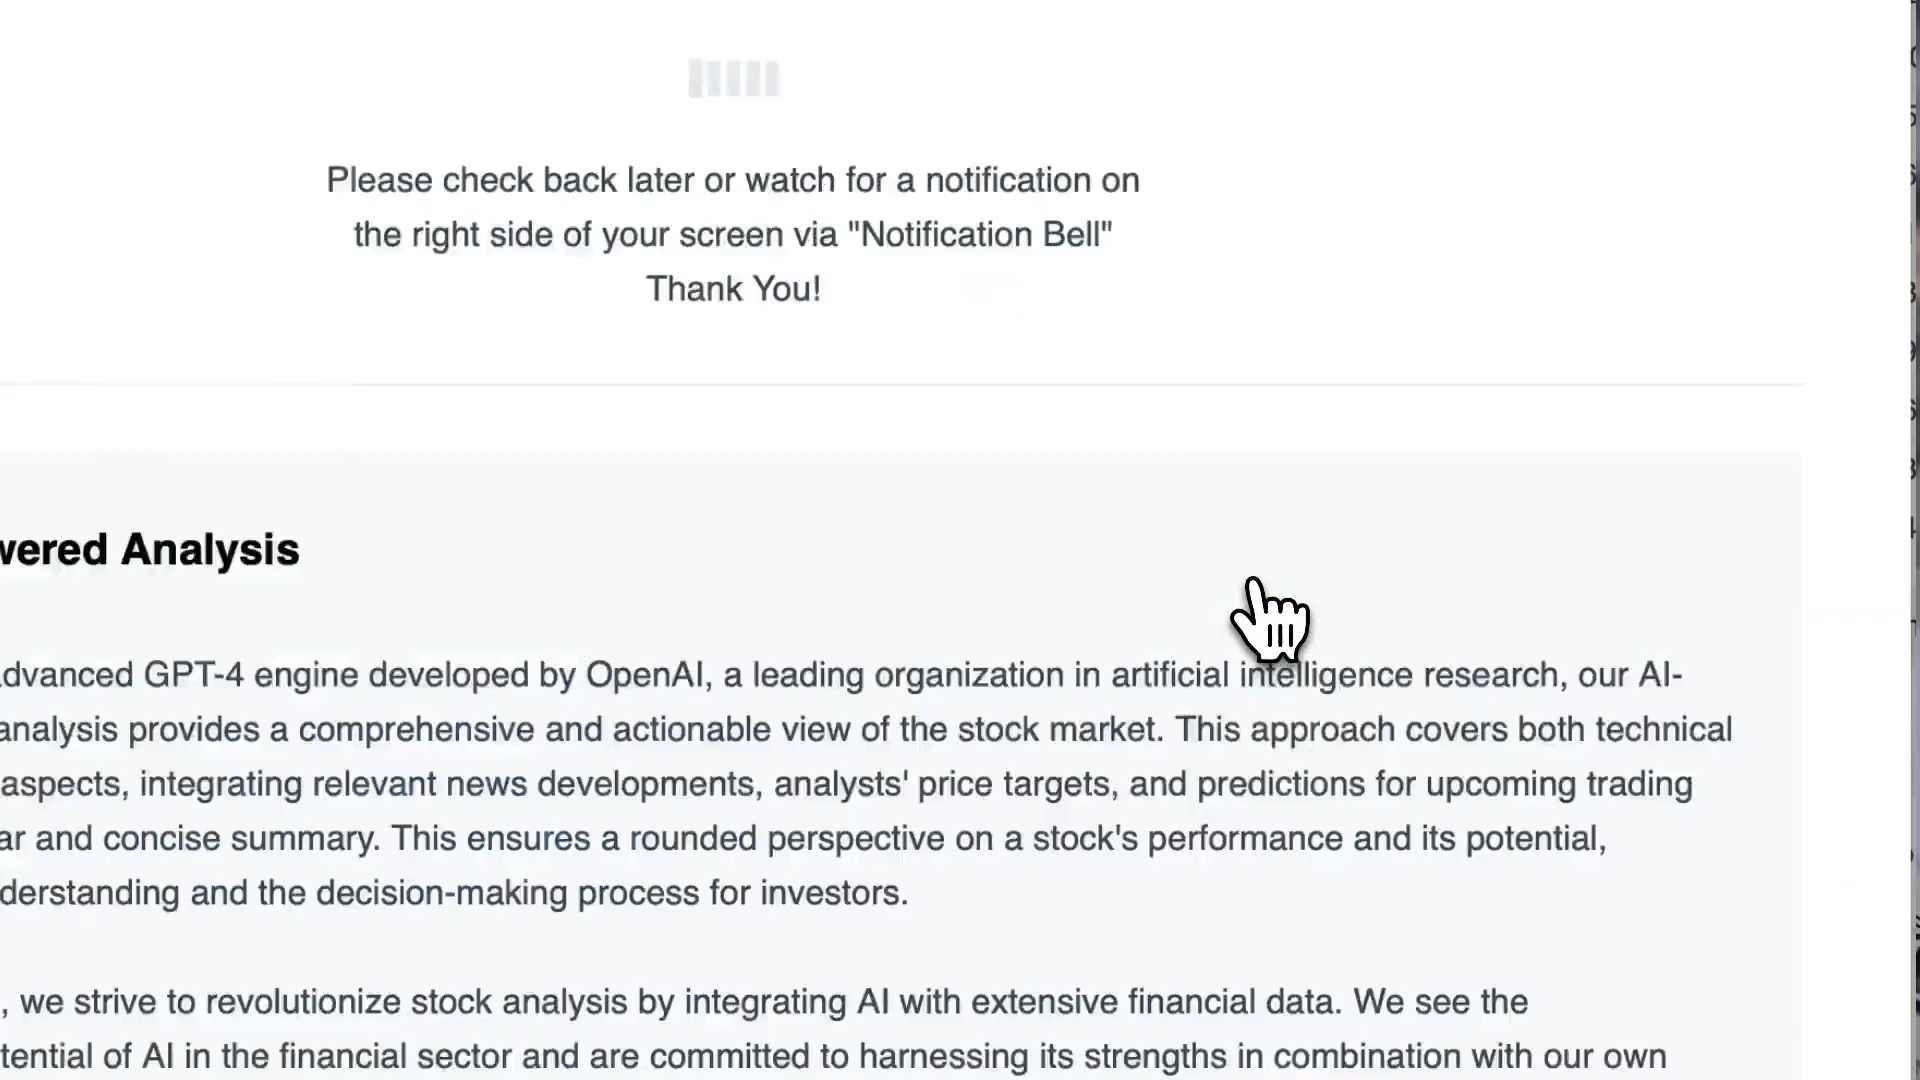 Please check back later or watch for a notification on
the right side of your screen via "Notification Bell"
Thank You!
wered Analysis
dvanced GPT-4 engine developed by OpenAI, a leading organization in artificial intelligence research, our AI-
analysis provides a comprehensive and actionable view of the stock market. This approach covers both technical
aspects, integrating relevant news developments, analysts' price targets, and predictions for upcoming trading
ar and concise summary. This ensures a rounded perspective on a stock's performance and its potential,
derstanding and the decision-making process for investors.
, we strive to revolutionize stock analysis by integrating AI with extensive financial data. We see the
tential of AI in the financial sector and are committed to harnessing its strengths in combination with our own